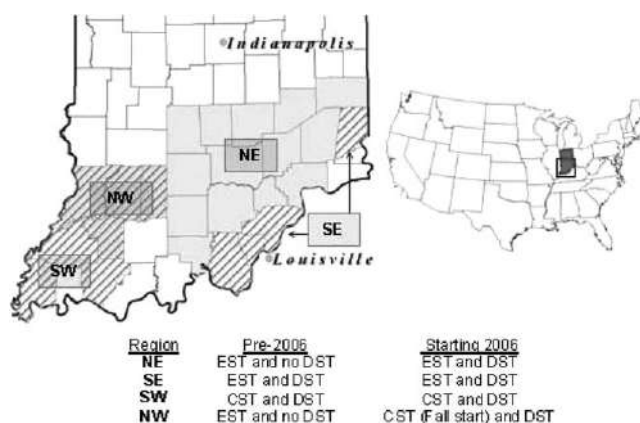 Indianapolis
NE
NW
SE
SW
Louisville
Region Pre-2006 Starting 2006
NE EST and no DST EST and DST
SE EST and DST EST and DST
SW CST and DST CST and DST
NW EST and no DST CST (Fall start) and DST